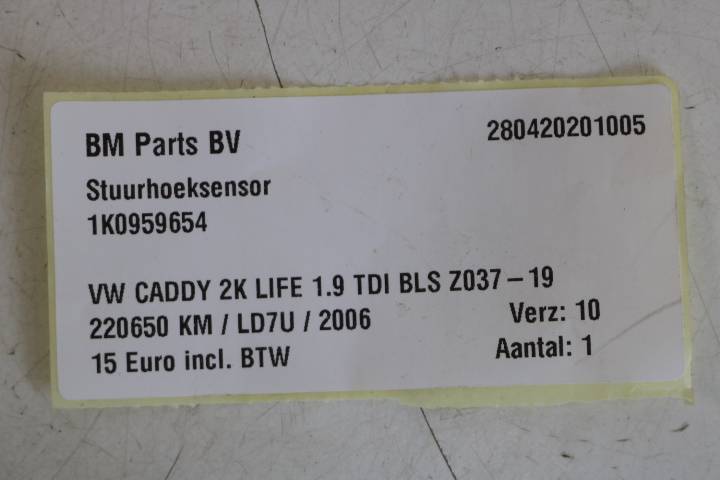 BM Parts BV 280420201005
Stuurhoeksensor
1K0959654
VW CADDY 2K LIFE 1.9 TDI BLS Z037 – 19
220650 KM / LD7U / 2006 Verz: 10
15 Euro incl. BTW Aantal: 1